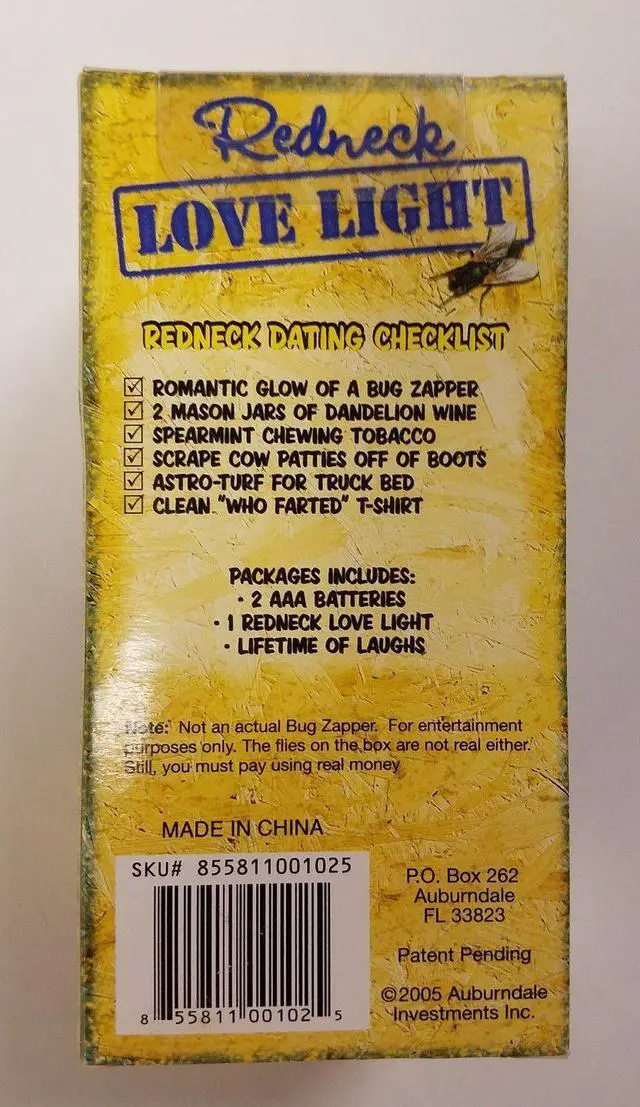 Redneck
LOVE LIGHT
REDNECK DATING CHECKLIST
ROMANTIC GLOW OF A BUG ZAPPER
2 MASON JARS OF DANDELION WINE
SPEARMINT CHEWING TOBACCO
SCRAPE COW PATTIES OFF OF BOOTS
ASTRO-TURF FOR TRUCK BED
CLEAN "WHO FARTED" T-SHIRT
PACKAGES INCLUDES:
• 2 AAA BATTERIES
• 1 REDNECK LOVE LIGHT
• LIFETIME OF LAUGHS
Note: Not an actual Bug Zapper. For entertainment
purposes only. The flies on the box are not real either.
Still, you must pay using real money
MADE IN CHINA
SKU# 855811001025
8 55811 00102 5
P.O. Box 262
Auburndale
FL 33823
Patent Pending
©2005 Auburndale
Investments Inc.